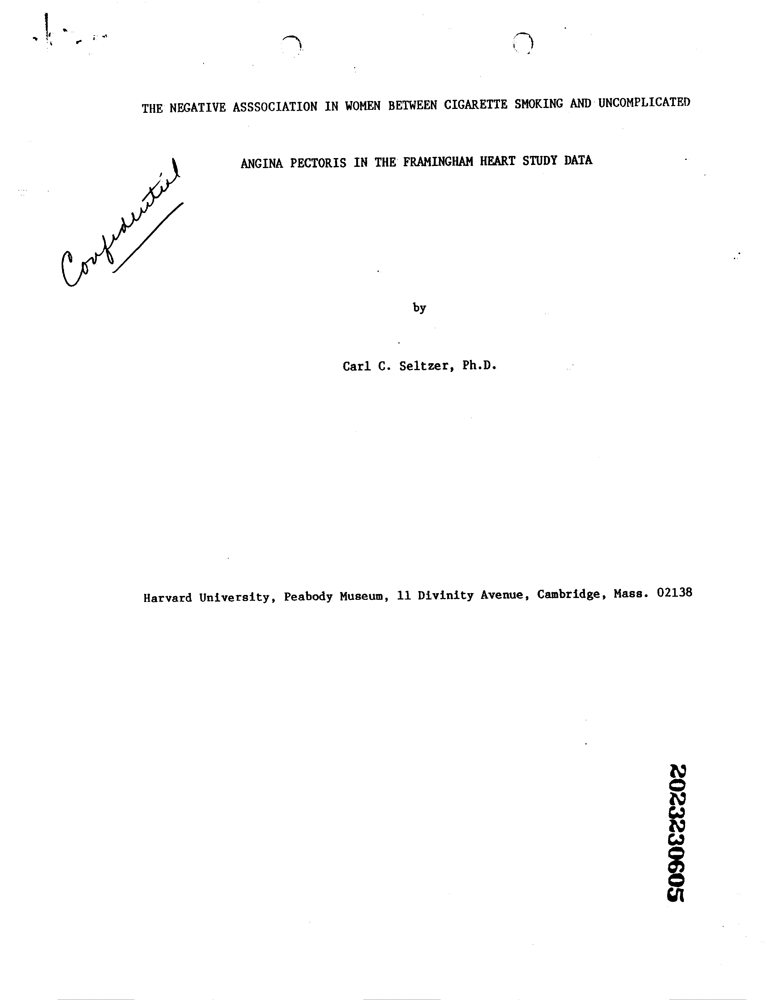 THE NEGATIVE ASSSOCIATION IN WOMEN BETWEEN CIGARETTE SMOKING AND UNCOMPLICATED
ANGINA PECTORIS IN THE FRAMINGHAM HEART STUDY DATA
Confidential
by
Carl C. Seltzer, Ph.D.
Harvard University, Peabody Museum, 11 Divinity Avenue, Cambridge, Mass. 02138
2023230605